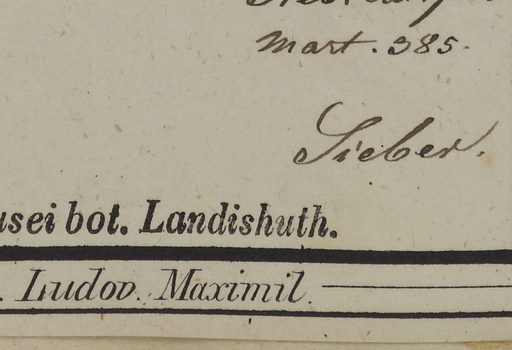 Mart. 385.
Sieber.
usei bot. Landishuth.
. Ludov. Maximil.